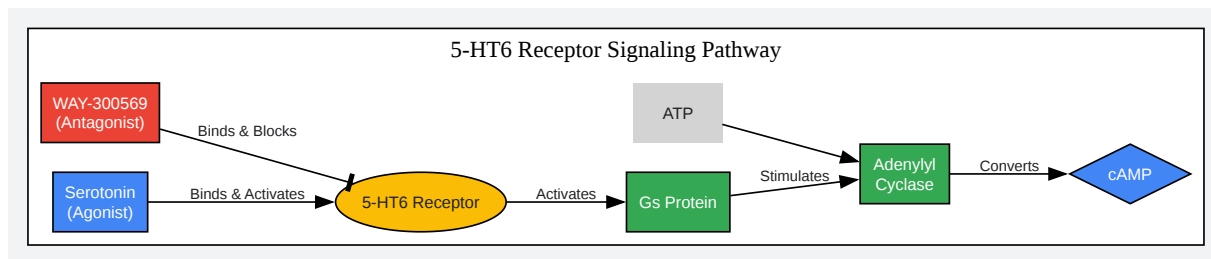 5-HT6 Receptor Signaling Pathway
WAY-300569
(Antagonist)
Binds & Blocks
Serotonin
(Agonist)
Binds & Activates
5-HT6 Receptor
Activates
Gs Protein
ATP
Stimulates
Adenylyl
Cyclase
Converts
cAMP